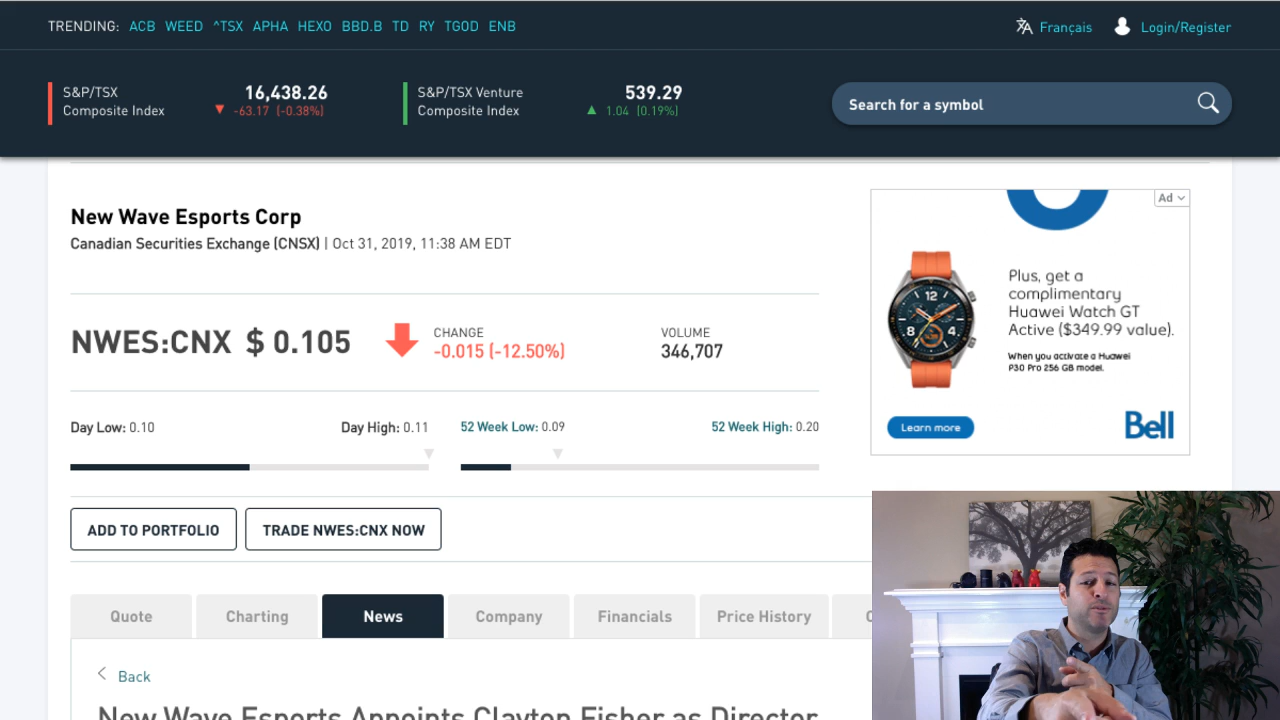 TRENDING: ACB WEED ^TSX APHA HEXO BBD.B TD RY TGOD ENB
Français Login/Register
S&P/TSX
Composite Index
16,438.26
▼ -63.17 (-0.38%)
S&P/TSX Venture
Composite Index
539.29
▲ 1.04 (0.19%)
Search for a symbol
New Wave Esports Corp
Canadian Securities Exchange (CNSX) | Oct 31, 2019, 11:38 AM EDT
NWES:CNX $ 0.105
CHANGE
-0.015 (-12.50%)
VOLUME
346,707
Day Low: 0.10 Day High: 0.11
52 Week Low: 0.09 52 Week High: 0.20
ADD TO PORTFOLIO TRADE NWES:CNX NOW
Quote Charting News Company Financials Price History
Back
New Wave Esports Appoints Clayton Fisher as Director
Ad
12
8 4
Plus, get a
complimentary
Huawei Watch GT
Active ($349.99 value).
When you activate a Huawei
P30 Pro 256 GB model.
Learn more
Bell